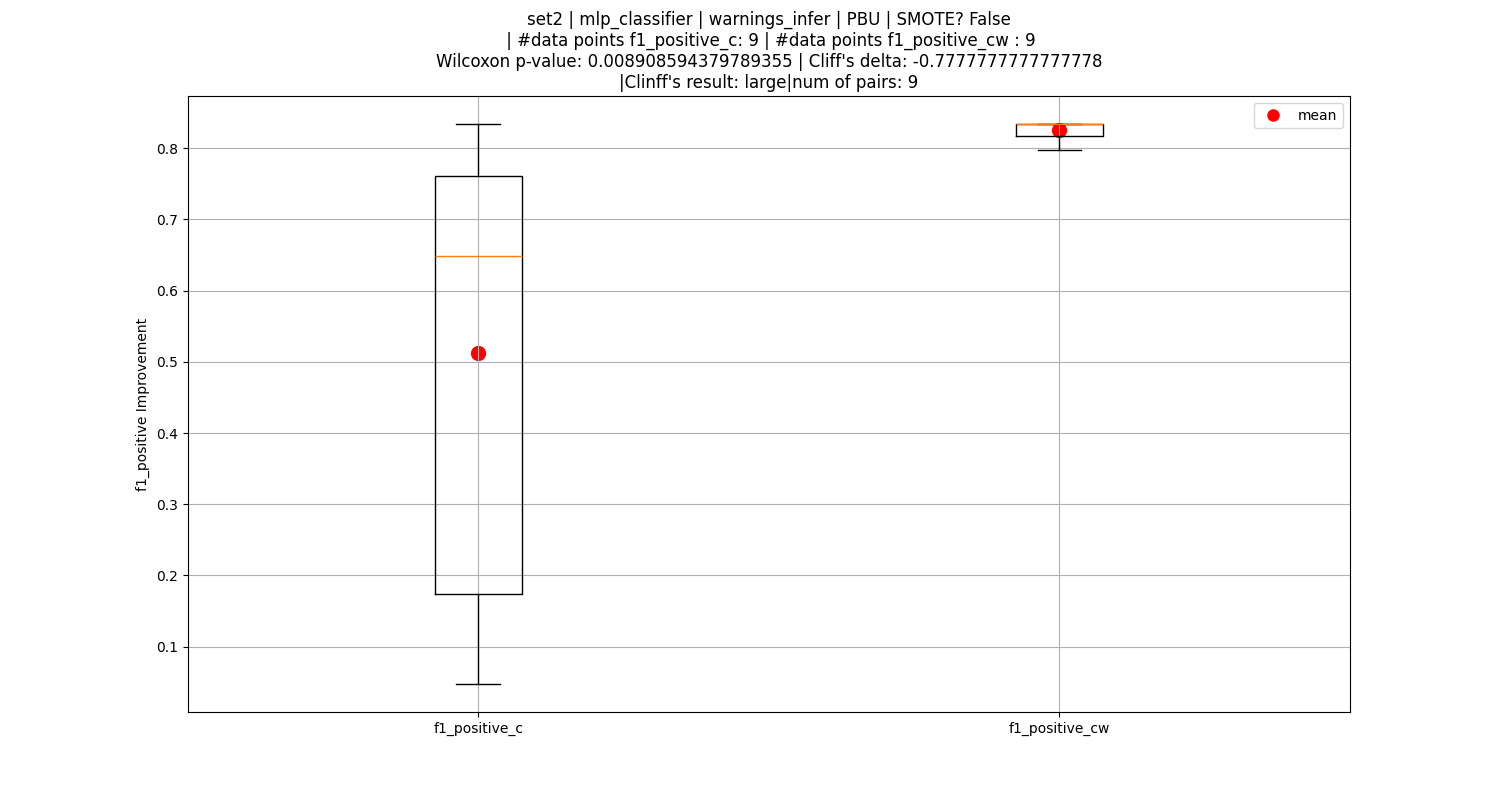 set2 | mlp_classifier | warnings_infer | PBU | SMOTE? False
| #data points f1_positive_c: 9 | #data points f1_positive_cw : 9
Wilcoxon p-value: 0.008908594379789355 | Cliff's delta: -0.7777777777777778
|Clinff's result: large|num of pairs: 9
mean
0.8
0.7
0.6
0.5
0.4
0.3
0.2
0.1
f1_positive Improvement
f1_positive_c
f1_positive_cw